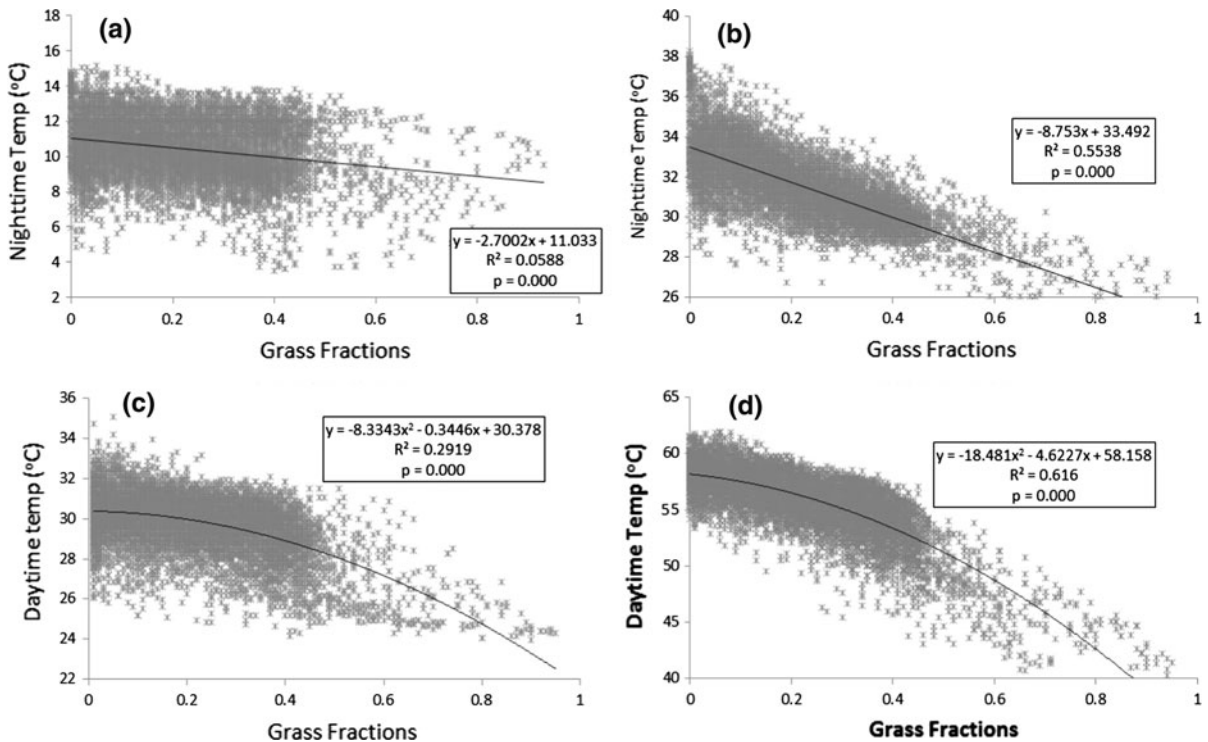 (a)
18
16
14
12
10
8
6
4
2
Nighttime Temp (°C)
y = -2.7002x + 11.033
R² = 0.0588
p = 0.000
0 0.2 0.4 0.6 0.8 1
Grass Fractions
(b)
40
38
36
34
32
30
28
26
Nighttime Temp (°C)
y = -8.753x + 33.492
R² = 0.5538
p = 0.000
0 0.2 0.4 0.6 0.8 1
Grass Fractions
(c)
36
34
32
30
28
26
24
22
Daytime temp (°C)
y = -8.3343x² - 0.3446x + 30.378
R² = 0.2919
p = 0.000
0 0.2 0.4 0.6 0.8 1
Grass Fractions
(d)
65
60
55
50
45
40
Daytime Temp (°C)
y = -18.481x² - 4.6227x + 58.158
R² = 0.616
p = 0.000
0 0.2 0.4 0.6 0.8 1
Grass Fractions